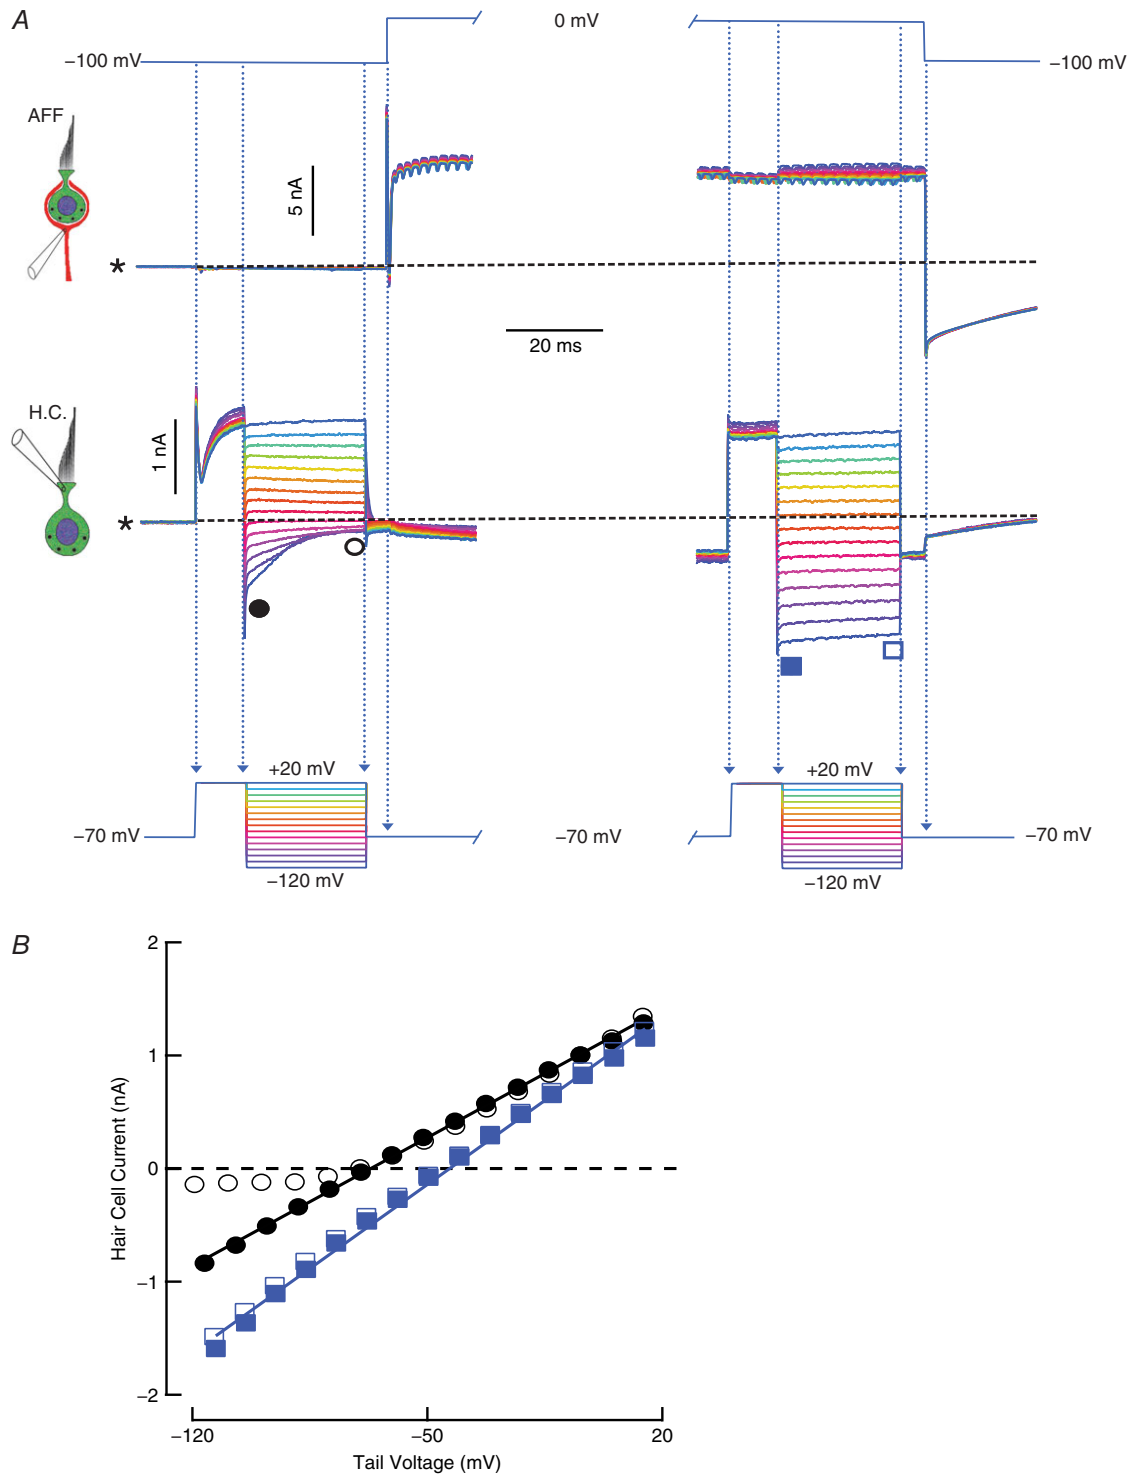 A
0 mV
−100 mV
−100 mV
AFF
5 nA
*
20 ms
H.C.
1 nA
*
+20 mV
+20 mV
−70 mV
−70 mV
−70 mV
−120 mV
−120 mV
B
2
1
0
−1
−2
Hair Cell Current (nA)
−120
−50
20
Tail Voltage (mV)